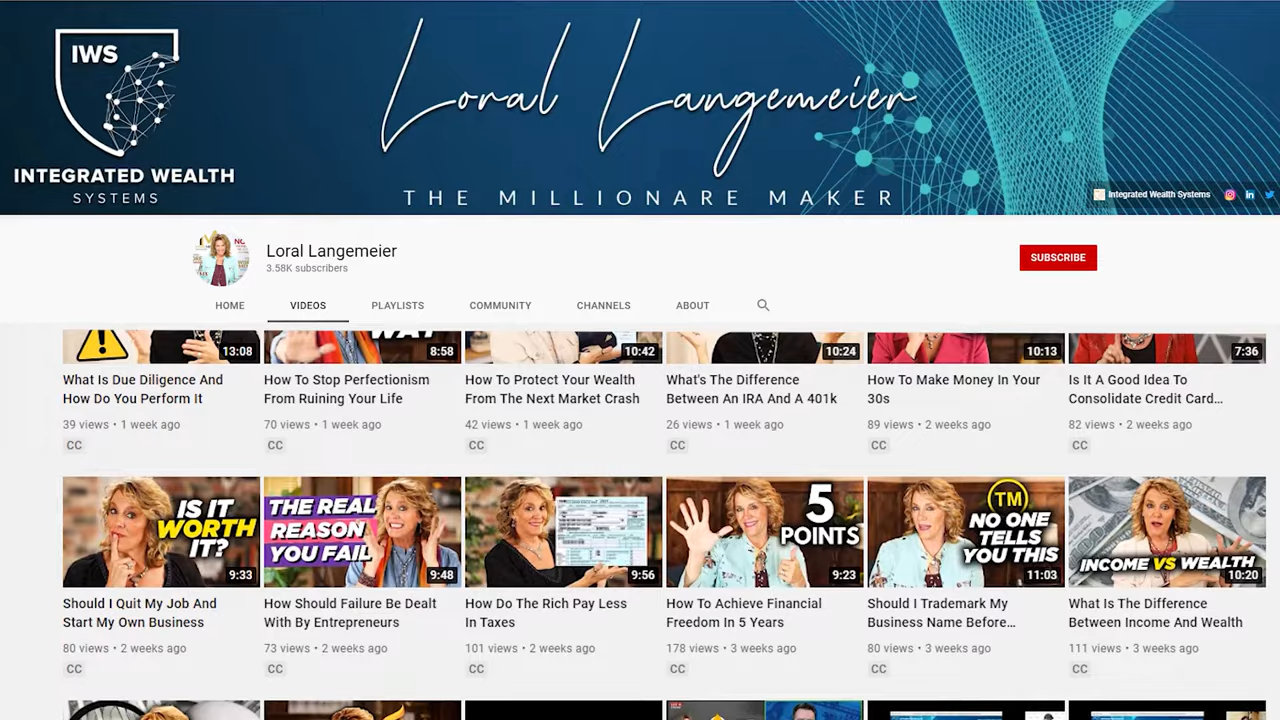 IWS
INTEGRATED WEALTH
SYSTEMS
Loral Langemeier
THE MILLIONARE MAKER
Integrated Wealth Systems
Loral Langemeier
3.58K subscribers
SUBSCRIBE
HOME VIDEOS PLAYLISTS COMMUNITY CHANNELS ABOUT
13:08 8:58 10:42 10:24 10:13 7:36
What Is Due Diligence And
How Do You Perform It
39 views • 1 week ago
CC
How To Stop Perfectionism
From Ruining Your Life
70 views • 1 week ago
CC
How To Protect Your Wealth
From The Next Market Crash
42 views • 1 week ago
CC
What's The Difference
Between An IRA And A 401k
26 views • 1 week ago
CC
How To Make Money In Your
30s
89 views • 2 weeks ago
CC
Is It A Good Idea To
Consolidate Credit Card...
82 views • 2 weeks ago
CC
IS IT
WORTH
IT?
9:33
Should I Quit My Job And
Start My Own Business
80 views • 2 weeks ago
CC
THE REAL
REASON
YOU FAIL
9:48
How Should Failure Be Dealt
With By Entrepreneurs
73 views • 2 weeks ago
CC
9:56
How Do The Rich Pay Less
In Taxes
101 views • 2 weeks ago
CC
5
POINTS
9:23
How To Achieve Financial
Freedom In 5 Years
178 views • 3 weeks ago
CC
TM
NO ONE
TELLS
YOU THIS
11:03
Should I Trademark My
Business Name Before...
80 views • 3 weeks ago
CC
INCOME VS WEALTH
10:20
What Is The Difference
Between Income And Wealth
111 views • 3 weeks ago
CC